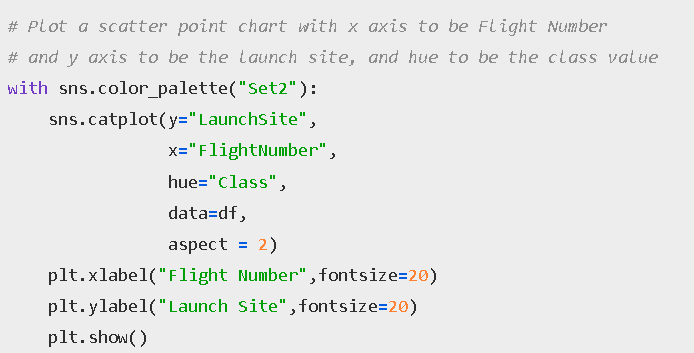 # Plot a scatter point chart with x axis to be Flight Number
# and y axis to be the launch site, and hue to be the class value
with sns.color_palette("Set2"):
    sns.catplot(y="LaunchSite",
                x="FlightNumber",
                hue="Class",
                data=df,
                aspect = 2)
    plt.xlabel("Flight Number",fontsize=20)
    plt.ylabel("Launch Site",fontsize=20)
    plt.show()